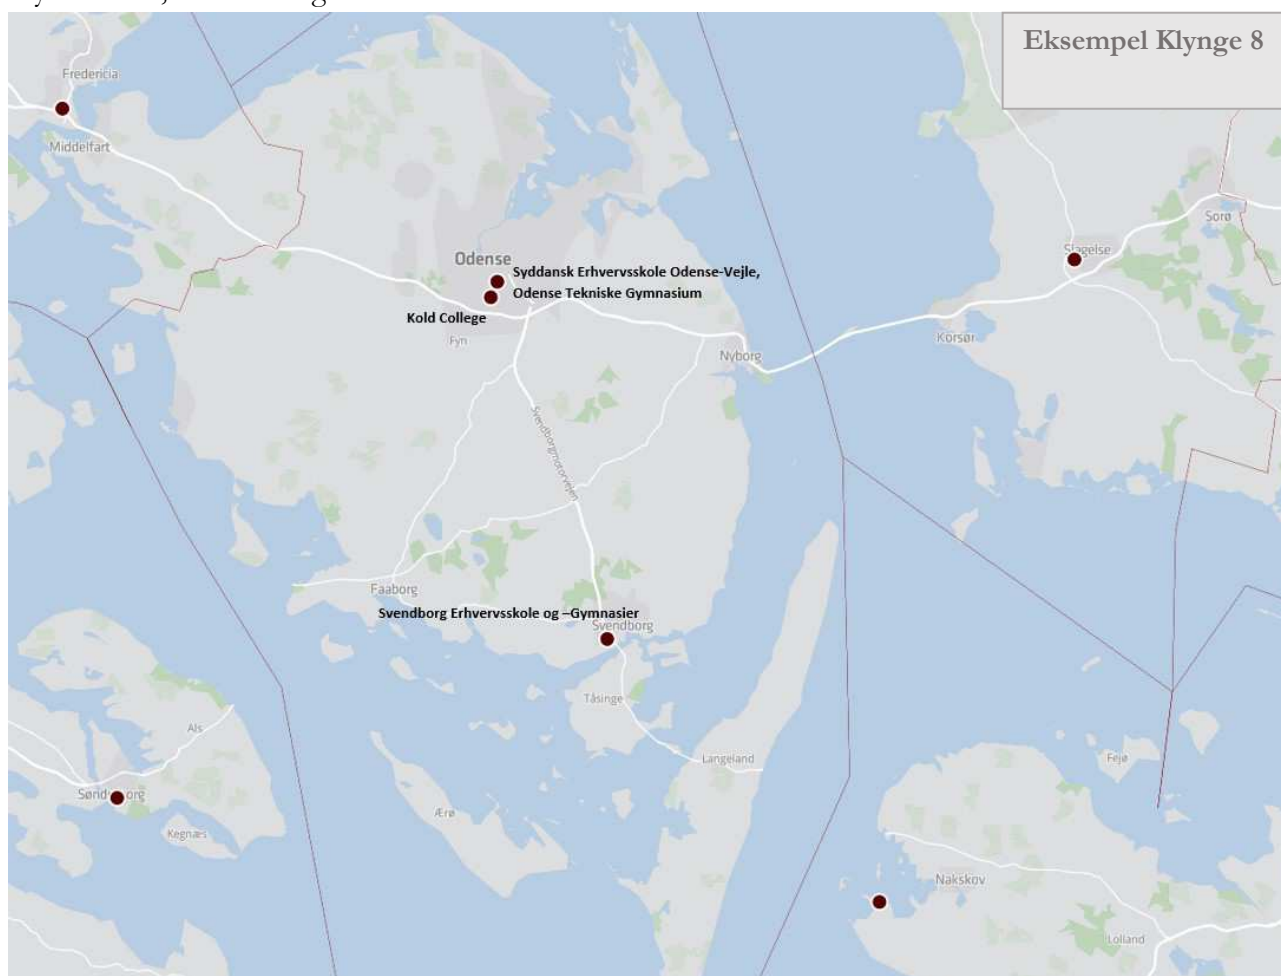 Eksempel Klynge 8
Fredericia
Middelfart
Odense
Syddansk Erhvervsskole Odense-Vejle,
Odense Tekniske Gymnasium
Kold College
Fyn
Nyborg
Slagelse
Sorø
Korsør
Svendborgmotorvejen
Faaborg
Svendborg Erhvervsskole og –Gymnasier
Svendborg
Tåsinge
Langeland
Als
Kegnæs
Ærø
Fejø
Nakskov
Lolland